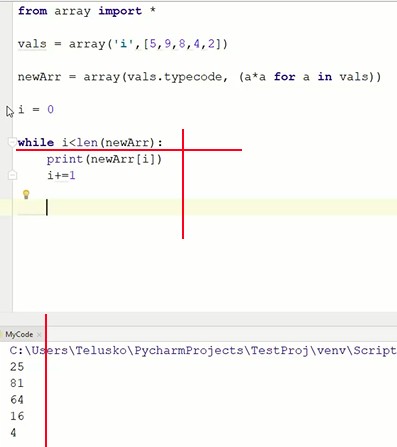 from array import *
vals = array('i',[5,9,8,4,2])
newArr = array(vals.typecode, (a*a for a in vals))
i = 0
while i<len(newArr):
print(newArr[i])
i+=1
MyCode
C:\Users\Telusko\PycharmProjects\TestProj\venv\Script
25
81
64
16
4